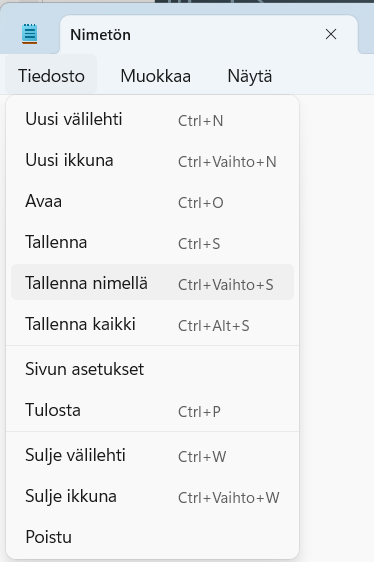 Nimetön
Tiedosto Muokkaa Näytä
Uusi välilehti Ctrl+N
Uusi ikkuna Ctrl+Vaihto+N
Avaa Ctrl+O
Tallenna Ctrl+S
Tallenna nimellä Ctrl+Vaihto+S
Tallenna kaikki Ctrl+Alt+S
Sivun asetukset
Tulosta Ctrl+P
Sulje välilehti Ctrl+W
Sulje ikkuna Ctrl+Vaihto+W
Poistu